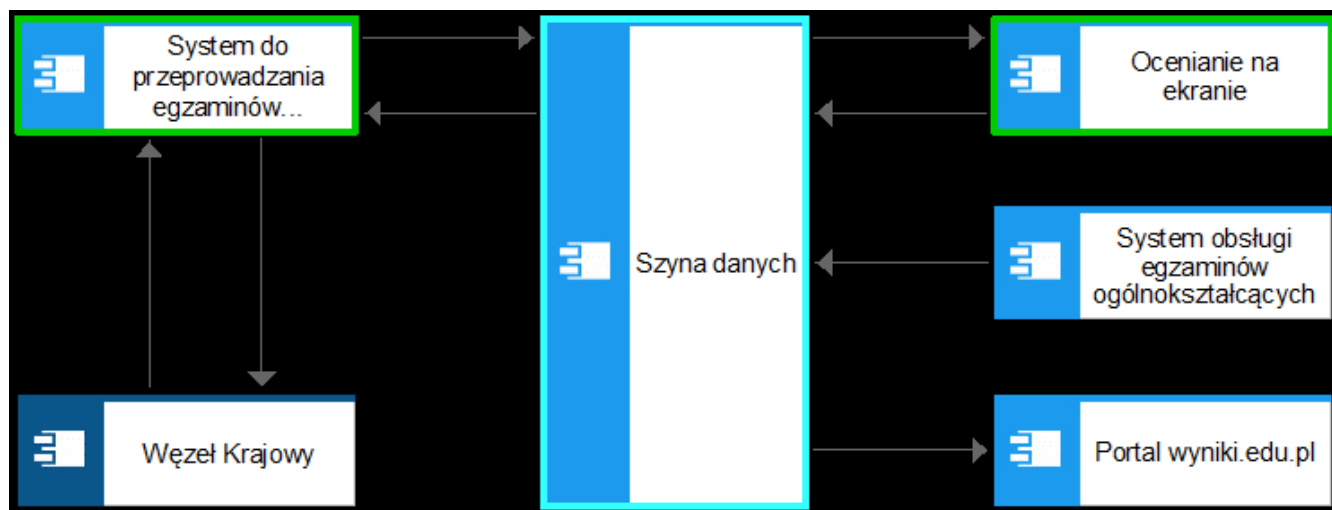 System do
przeprowadzania
egzaminów...
Szyna danych
Ocenianie na
ekranie
System obsługi
egzaminów
ogólnokształcących
Węzeł Krajowy
Portal wyniki.edu.pl